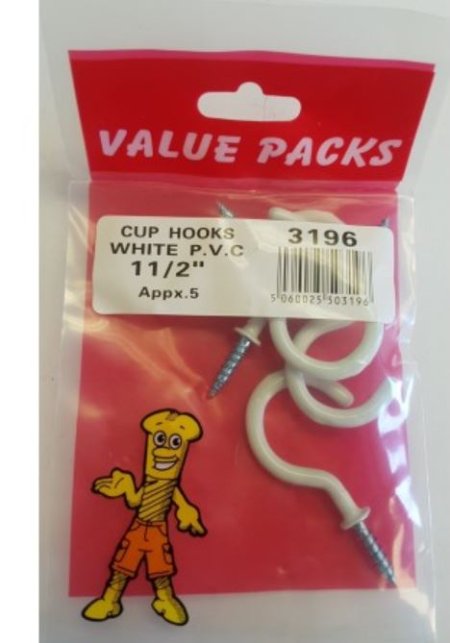 VALUE PACKS
CUP HOOKS
WHITE P.V.C
11/2"
Appx.5
3196
5 060025 503196